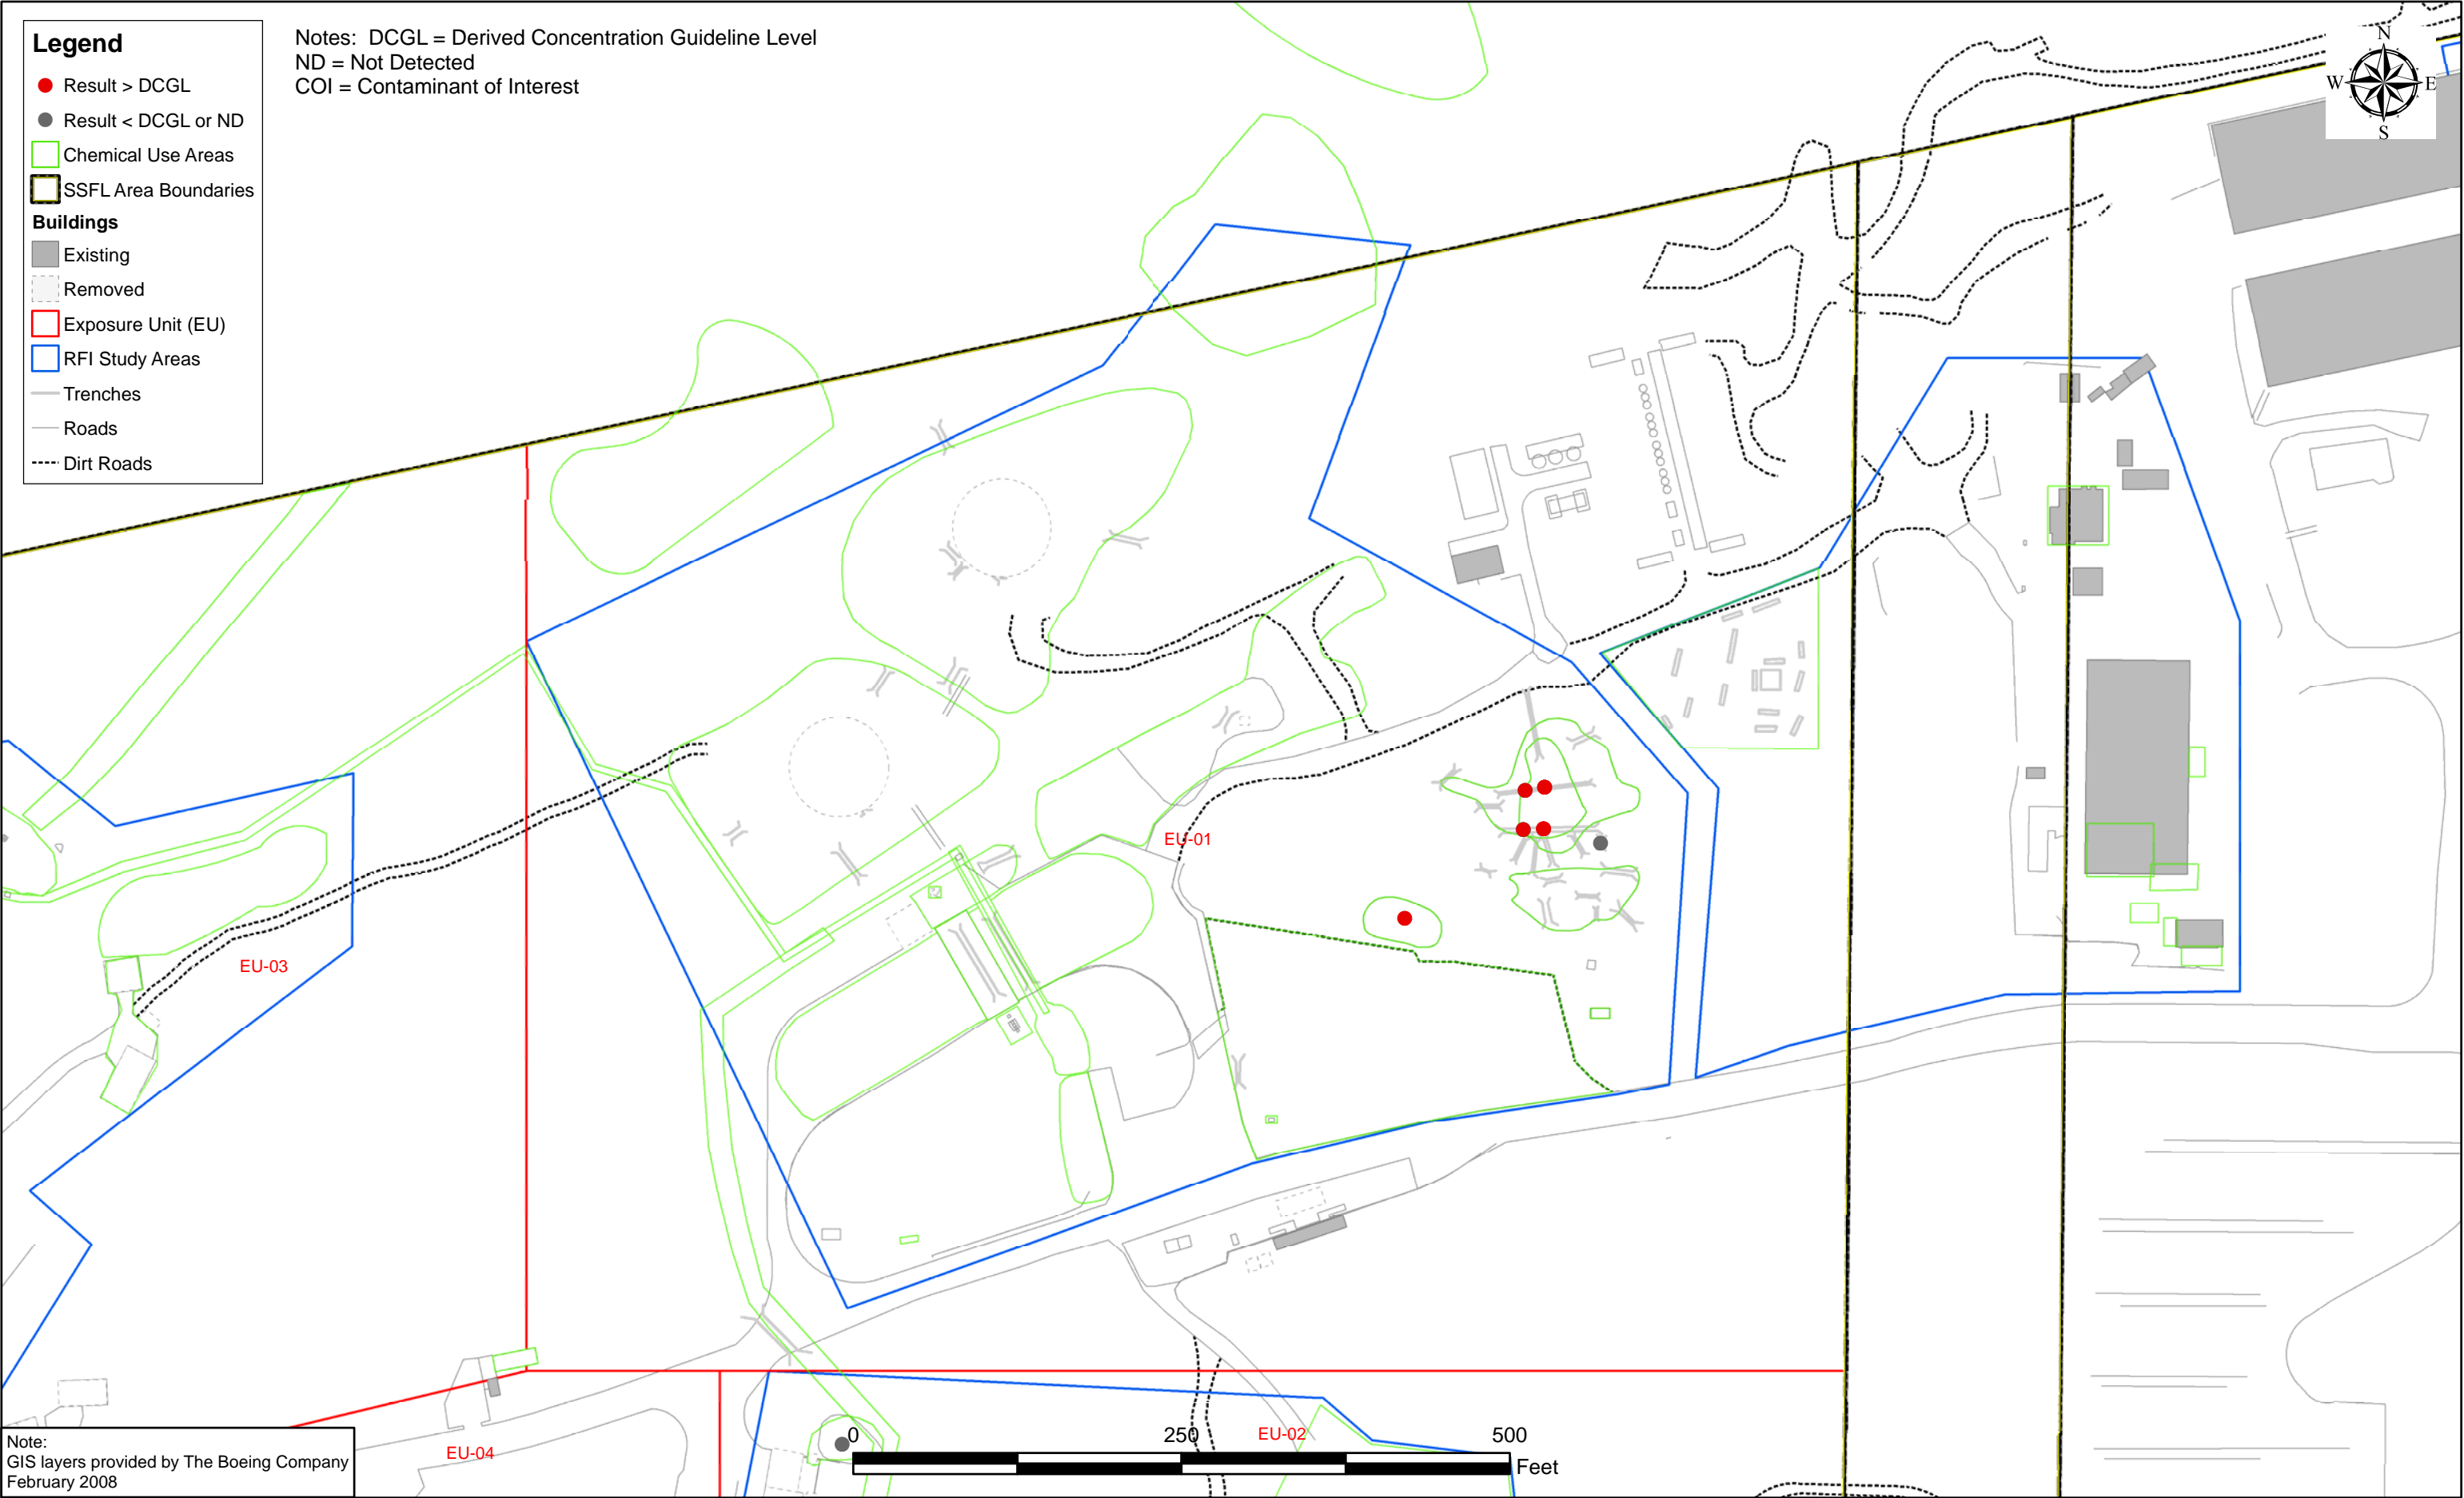 Legend
Result > DCGL
Result < DCGL or ND
Chemical Use Areas
SSFL Area Boundaries
Buildings
Existing
Removed
Exposure Unit (EU)
RFI Study Areas
Trenches
Roads
Dirt Roads
Notes: DCGL = Derived Concentration Guideline Level
ND = Not Detected
COI = Contaminant of Interest
N
W E
S
EU-01
EU-03
EU-02
EU-04
0 250 500
Feet
Note:
GIS layers provided by The Boeing Company
February 2008